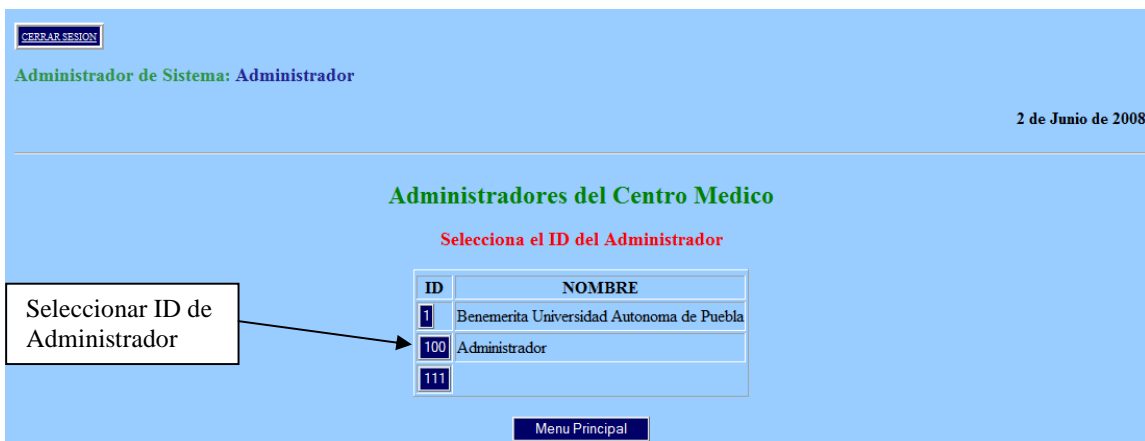 CERRAR SESION
Administrador de Sistema: Administrador
2 de Junio de 2008
Administradores del Centro Medico
Selecciona el ID del Administrador
ID NOMBRE
1 Benemerita Universidad Autonoma de Puebla
Seleccionar ID de
Administrador
100 Administrador
111
Menu Principal